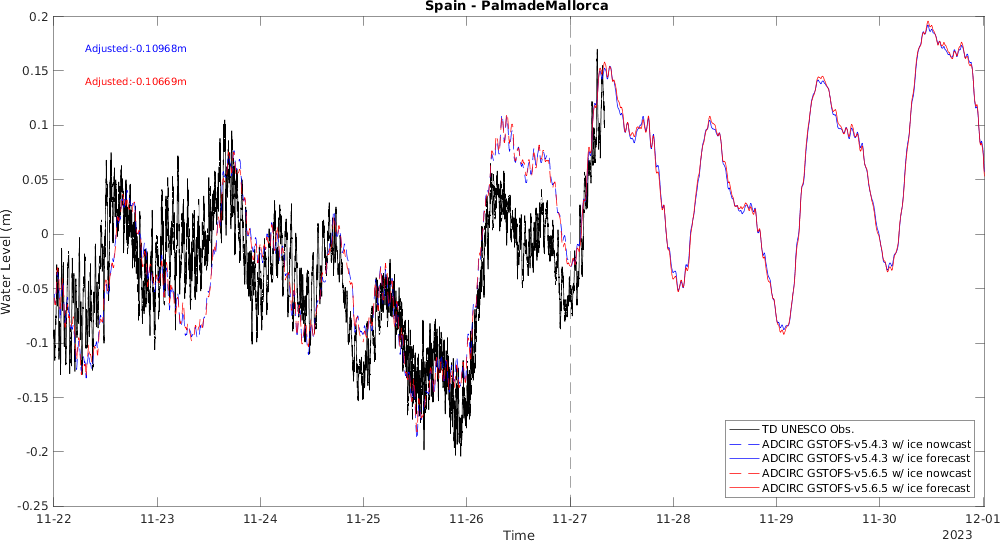 Spain - PalmadeMallorca
Adjusted:-0.10968m
Adjusted:-0.10669m
Water Level (m)
0.2
0.15
0.1
0.05
0
-0.05
-0.1
-0.15
-0.2
-0.25
TD UNESCO Obs.
ADCIRC GSTOFS-v5.4.3 w/ ice nowcast
ADCIRC GSTOFS-v5.4.3 w/ ice forecast
ADCIRC GSTOFS-v5.6.5 w/ ice nowcast
ADCIRC GSTOFS-v5.6.5 w/ ice forecast
11-22 11-23 11-24 11-25 11-26 11-27 11-28 11-29 11-30 12-01
Time
2023